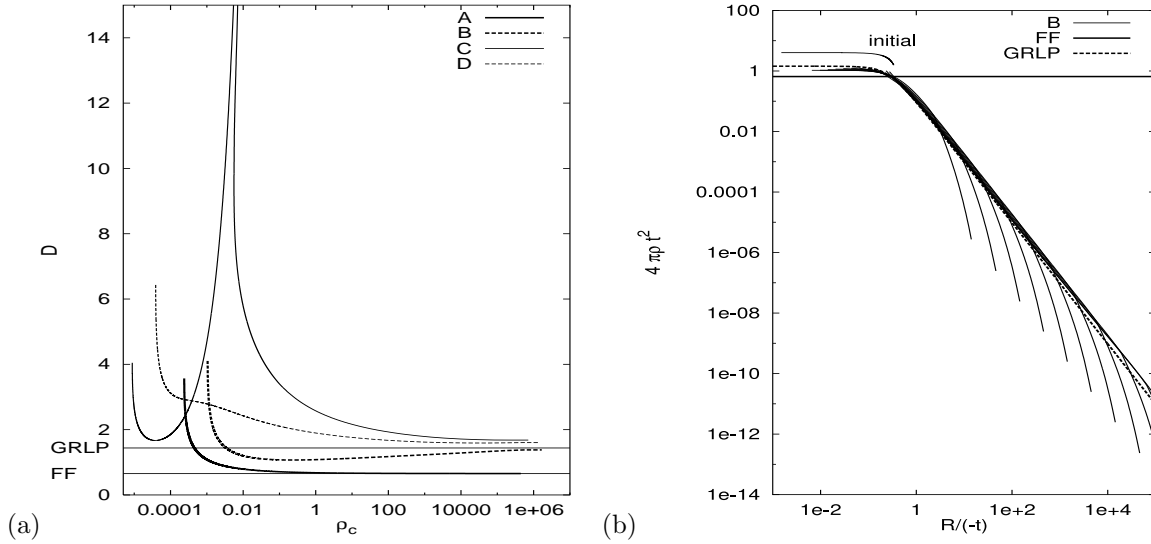 A
B
C
D
14
12
10
8
6
4
2
0
GRLP
FF
D
0.0001
0.01
1
100
10000
1e+06
ρc
(a)
B
FF
GRLP
initial
100
1
0.01
0.0001
1e-06
1e-08
1e-10
1e-12
1e-14
4 πρ t²
1e-2
1
1e+2
1e+4
R/(-t)
(b)